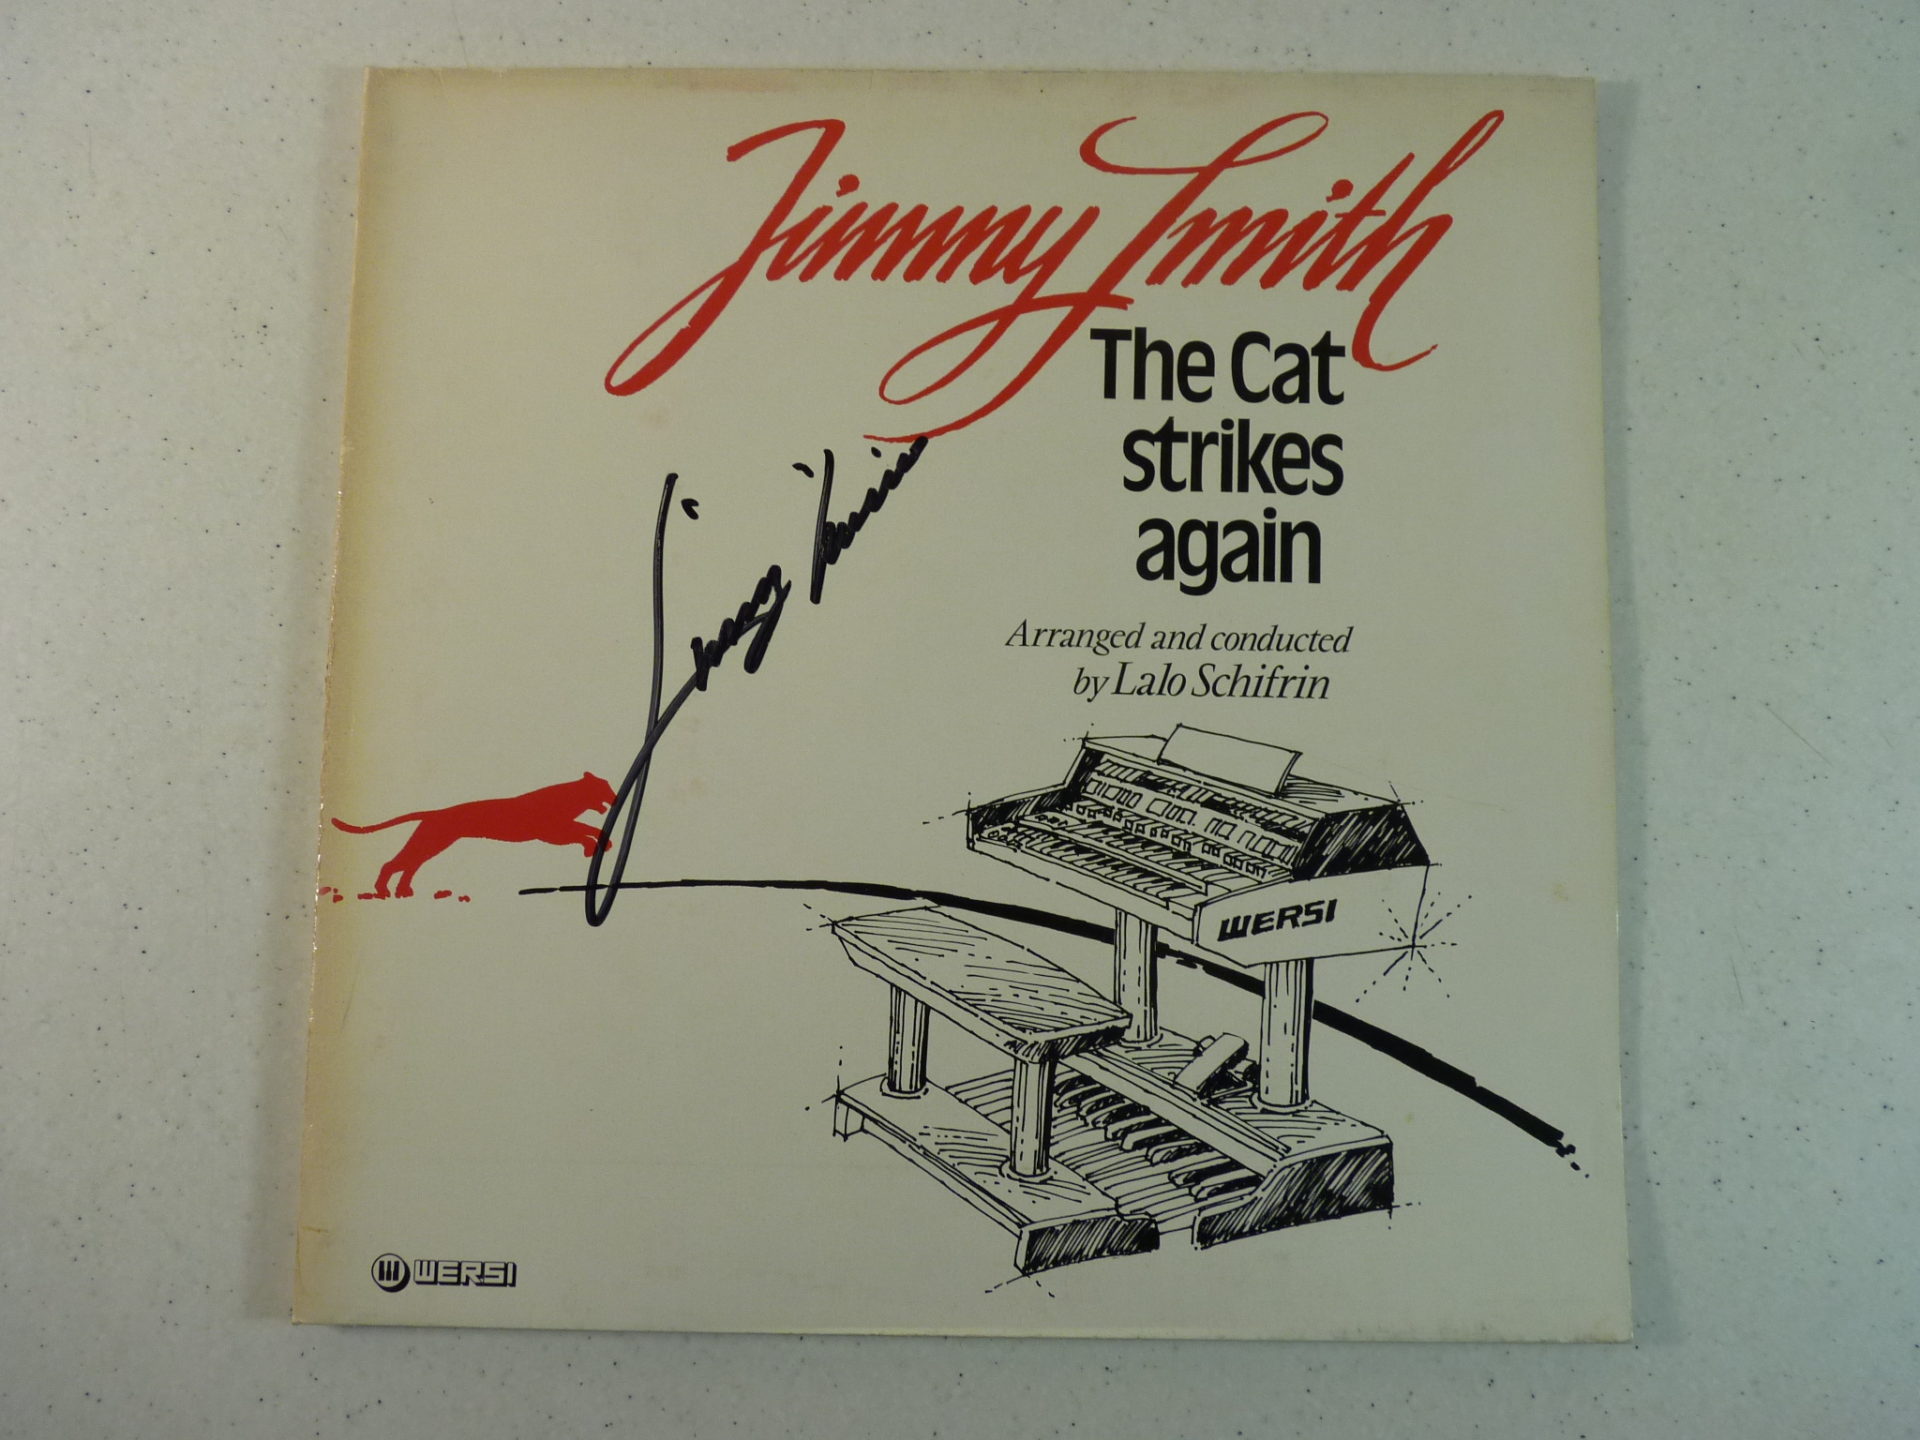 Jimmy Smith
The Cat
strikes
again
Arranged and conducted
by Lalo Schifrin
WERSI
WERSI